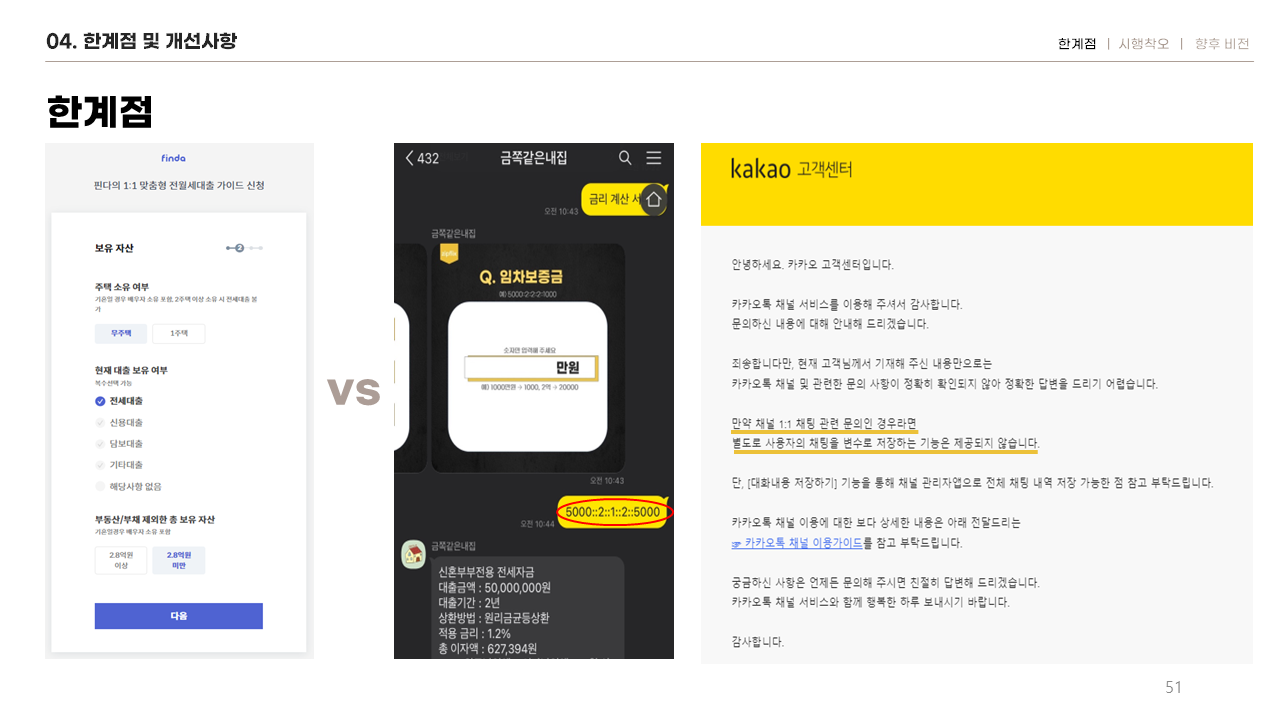 04. 한계점 및 개선사항
한계점 | 시행착오 | 향후 비전
한계점
finda
핀다의 1:1 맞춤형 전월세대출 가이드 신청
보유 자산
2
주택 소유 여부
기혼일 경우 배우자 소유 포함, 2주택 이상 소유 시 전세대출 불
가
무주택
1주택
현재 대출 보유 여부
복수선택 가능
전세대출
신용대출
담보대출
기타대출
해당사항 없음
부동산/부채 제외한 총 보유 자산
기혼일경우 배우자 소유 포함
2.8억원
이상
2.8억원
미만
다음
VS
432
금쪽같은내집
금리 계산 서
오전 10:43
금쪽같은내집
Q. 임차보증금
예) 5000::2::2::2::1000
숫자만 입력해 주세요
만원
예) 1000만원 → 1000, 2억 → 20000
오전 10:43
5000::2::1::2::5000
오전 10:44
금쪽같은내집
신혼부부전용 전세자금
대출금액 : 50,000,000원
대출기간 : 2년
상환방법 : 원리금균등상환
적용 금리 : 1.2%
총 이자액 : 627,394원
kakao 고객센터
안녕하세요. 카카오 고객센터입니다.
카카오톡 채널 서비스를 이용해 주셔서 감사합니다.
문의하신 내용에 대해 안내해 드리겠습니다.
죄송합니다만, 현재 고객님께서 기재해 주신 내용만으로는
카카오톡 채널 및 관련한 문의 사항이 정확히 확인되지 않아 정확한 답변을 드리기 어렵습니다.
만약 채널 1:1 채팅 관련 문의인 경우라면
별도로 사용자의 채팅을 변수로 저장하는 기능은 제공되지 않습니다.
단, [대화내용 저장하기] 기능을 통해 채널 관리자앱으로 전체 채팅 내역 저장 가능한 점 참고 부탁드립니다.
카카오톡 채널 이용에 대한 보다 상세한 내용은 아래 전달드리는
☞ 카카오톡 채널 이용가이드를 참고 부탁드립니다.
궁금하신 사항은 언제든 문의해 주시면 친절히 답변해 드리겠습니다.
카카오톡 채널 서비스와 함께 행복한 하루 보내시기 바랍니다.
감사합니다.
51